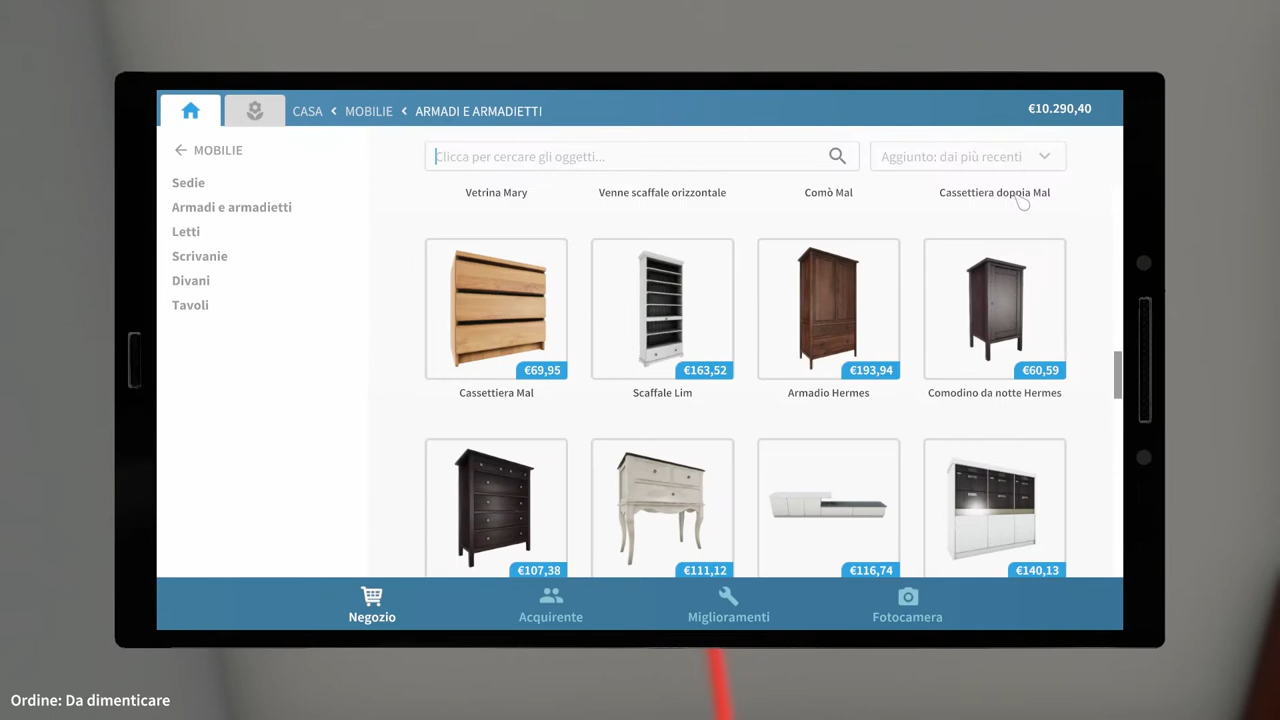 CASA < MOBILIE < ARMADI E ARMADIETTI
€10.290,40
MOBILIE
Sedie
Armadi e armadietti
Letti
Scrivanie
Divani
Tavoli
Clicca per cercare gli oggetti...
Aggiunto: dai più recenti
Vetrina Mary
Venne scaffale orizzontale
Comò Mal
Cassettiera doppia Mal
€69,95
€163,52
€193,94
€60,59
Cassettiera Mal
Scaffale Lim
Armadio Hermes
Comodino da notte Hermes
€107,38
€111,12
€116,74
€140,13
Negozio
Acquirente
Miglioramenti
Fotocamera
Ordine: Da dimenticare